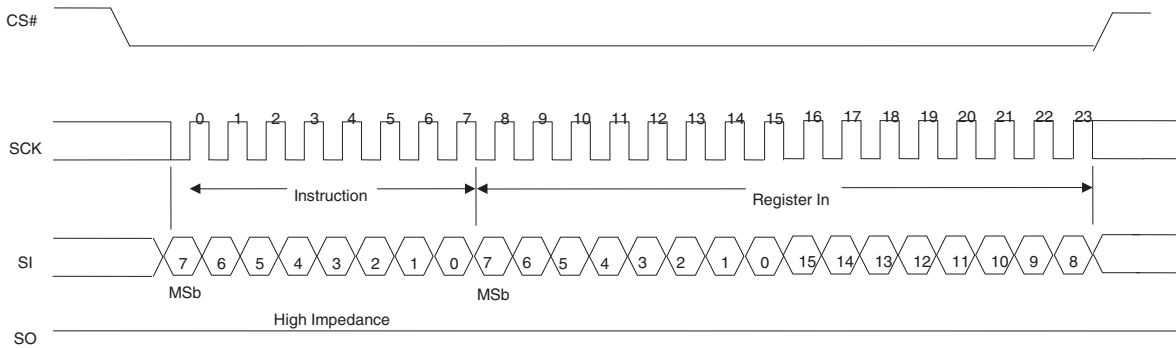 CS#
0 1 2 3 4 5 6 7 8 9 10 11 12 13 14 15 16 17 18 19 20 21 22 23
SCK
Instruction
Register In
SI
7 6 5 4 3 2 1 0 7 6 5 4 3 2 1 0 15 14 13 12 11 10 9 8
MSb MSb
High Impedance
SO